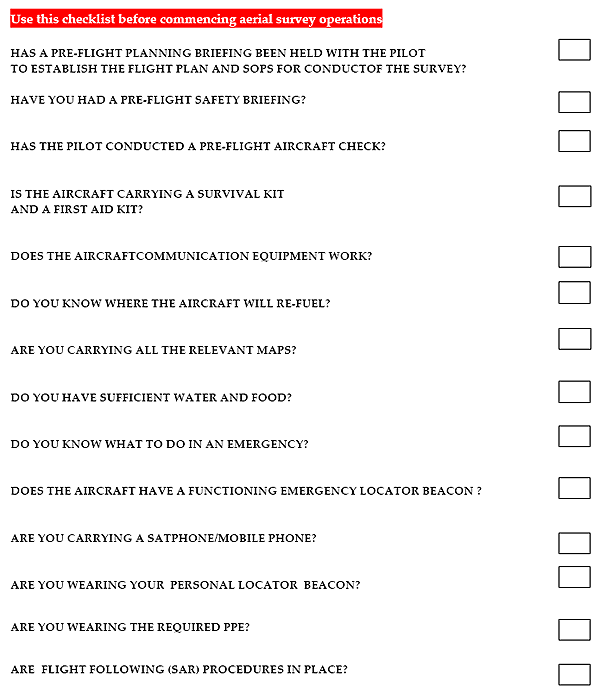 Use this checklist before commencing aerial survey operations
HAS A PRE-FLIGHT PLANNING BRIEFING BEEN HELD WITH THE PILOT
TO ESTABLISH THE FLIGHT PLAN AND SOPS FOR CONDUCTOF THE SURVEY?
HAVE YOU HAD A PRE-FLIGHT SAFETY BRIEFING?
HAS THE PILOT CONDUCTED A PRE-FLIGHT AIRCRAFT CHECK?
IS THE AIRCRAFT CARRYING A SURVIVAL KIT
AND A FIRST AID KIT?
DOES THE AIRCRAFTCOMMUNICATION EQUIPMENT WORK?
DO YOU KNOW WHERE THE AIRCRAFT WILL RE-FUEL?
ARE YOU CARRYING ALL THE RELEVANT MAPS?
DO YOU HAVE SUFFICIENT WATER AND FOOD?
DO YOU KNOW WHAT TO DO IN AN EMERGENCY?
DOES THE AIRCRAFT HAVE A FUNCTIONING EMERGENCY LOCATOR BEACON ?
ARE YOU CARRYING A SATPHONE/MOBILE PHONE?
ARE YOU WEARING YOUR PERSONAL LOCATOR BEACON?
ARE YOU WEARING THE REQUIRED PPE?
ARE FLIGHT FOLLOWING (SAR) PROCEDURES IN PLACE?